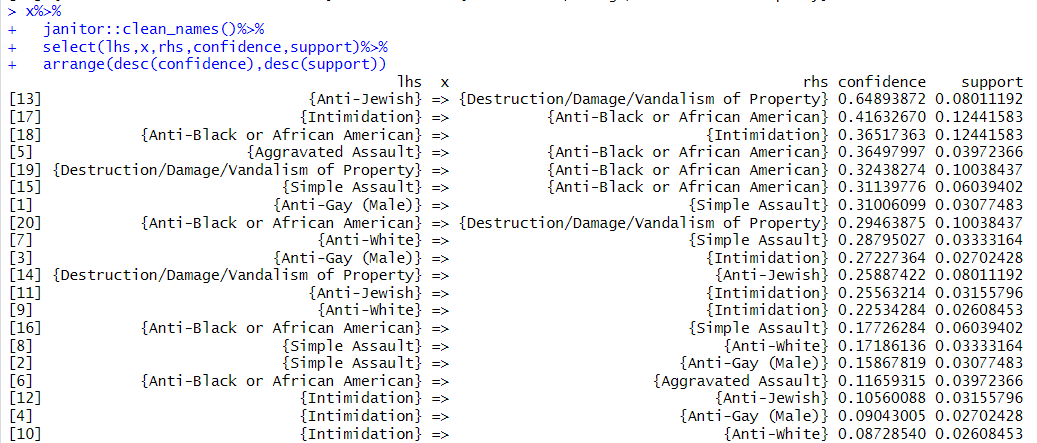 > x%>%
+   janitor::clean_names()%>%
+   select(lhs,x,rhs,confidence,support)%>%
+   arrange(desc(confidence),desc(support))
lhs x rhs confidence support
[13] {Anti-Jewish} => {Destruction/Damage/Vandalism of Property} 0.64893872 0.08011192
[17] {Intimidation} => {Anti-Black or African American} 0.41632670 0.12441583
[18] {Anti-Black or African American} => {Intimidation} 0.36517363 0.12441583
[5] {Aggravated Assault} => {Anti-Black or African American} 0.36497997 0.03972366
[19] {Destruction/Damage/Vandalism of Property} => {Anti-Black or African American} 0.32438274 0.10038437
[15] {Simple Assault} => {Anti-Black or African American} 0.31139776 0.06039402
[1] {Anti-Gay (Male)} => {Simple Assault} 0.31006099 0.03077483
[20] {Anti-Black or African American} => {Destruction/Damage/Vandalism of Property} 0.29463875 0.10038437
[7] {Anti-White} => {Simple Assault} 0.28795027 0.03333164
[3] {Anti-Gay (Male)} => {Intimidation} 0.27227364 0.02702428
[14] {Destruction/Damage/Vandalism of Property} => {Anti-Jewish} 0.25887422 0.08011192
[11] {Anti-Jewish} => {Intimidation} 0.25563214 0.03155796
[9] {Anti-White} => {Intimidation} 0.22534284 0.02608453
[16] {Anti-Black or African American} => {Simple Assault} 0.17726284 0.06039402
[8] {Simple Assault} => {Anti-White} 0.17186136 0.03333164
[2] {Simple Assault} => {Anti-Gay (Male)} 0.15867819 0.03077483
[6] {Anti-Black or African American} => {Aggravated Assault} 0.11659315 0.03972366
[12] {Intimidation} => {Anti-Jewish} 0.10560088 0.03155796
[4] {Intimidation} => {Anti-Gay (Male)} 0.09043005 0.02702428
[10] {Intimidation} => {Anti-White} 0.08728540 0.02608453